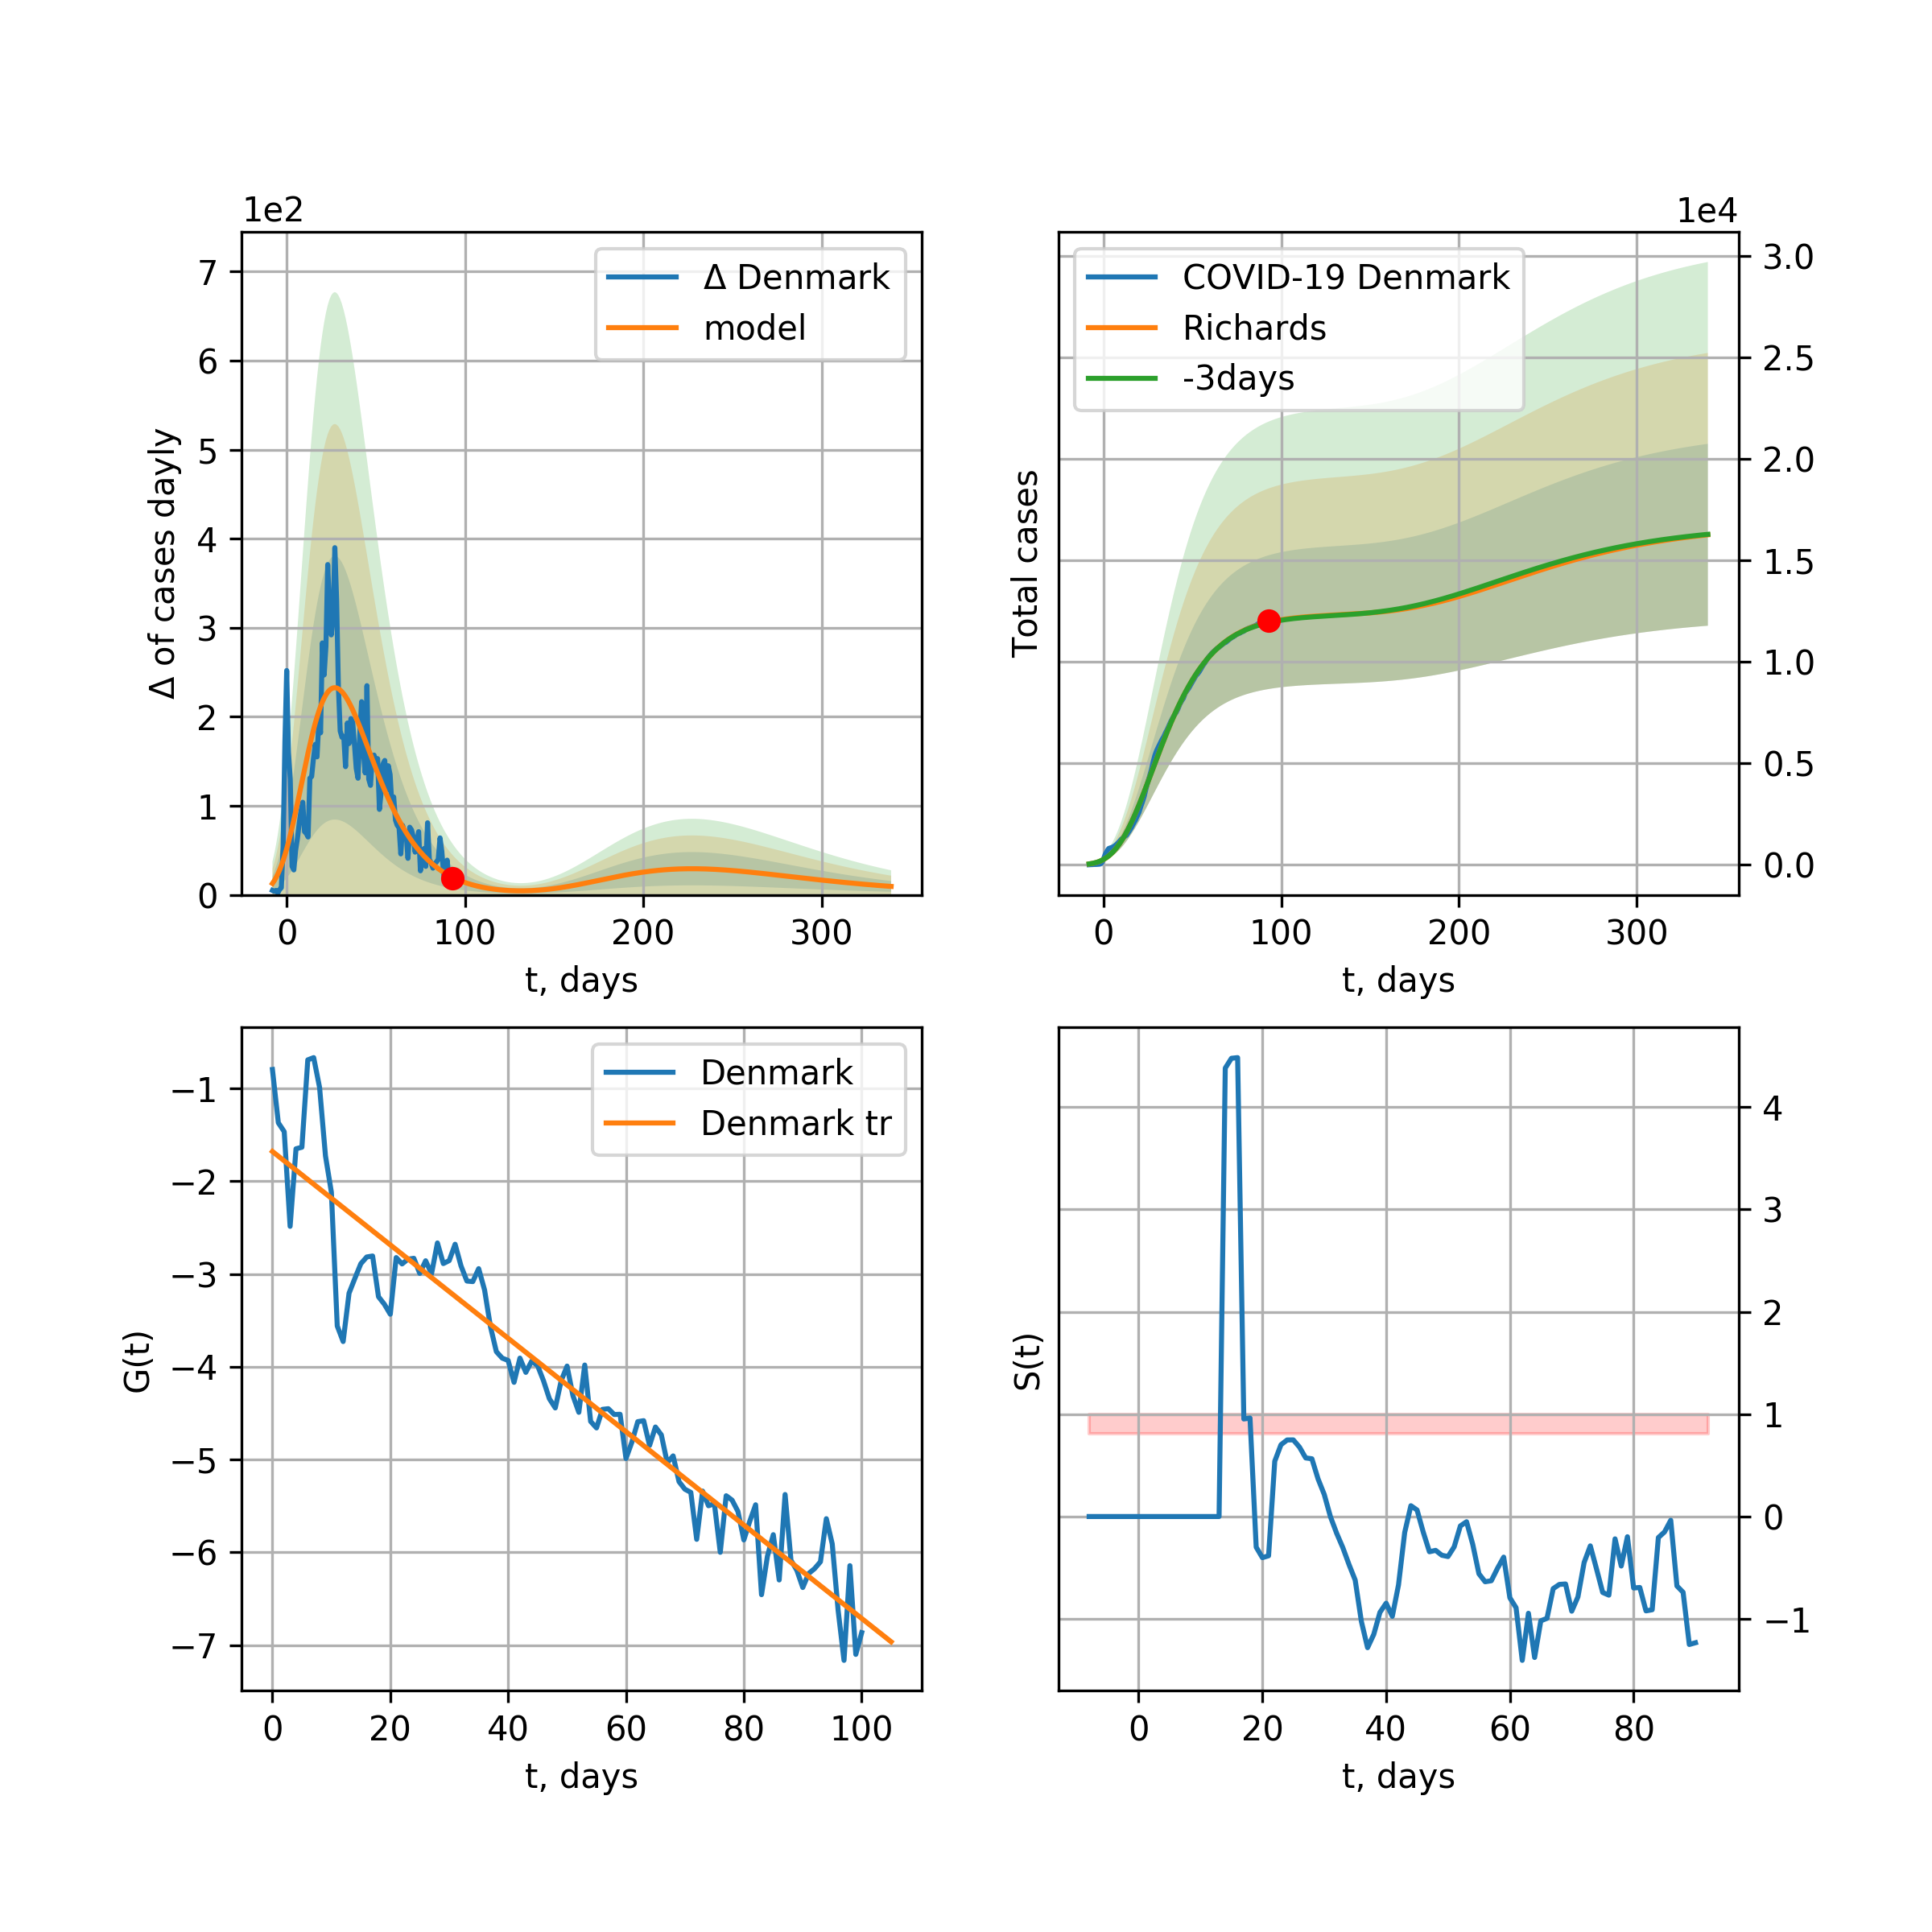 1e2
7
6
5
4
3
2
1
0
Δ of cases dayly
Δ Denmark
model
0 100 200 300
t, days
1e4
COVID-19 Denmark
Richards
-3days
Total cases
3.0
2.5
2.0
1.5
1.0
0.5
0.0
0 100 200 300
t, days
−1
−2
−3
−4
−5
−6
−7
G(t)
Denmark
Denmark tr
0 20 40 60 80 100
t, days
S(t)
4
3
2
1
0
−1
0 20 40 60 80
t, days